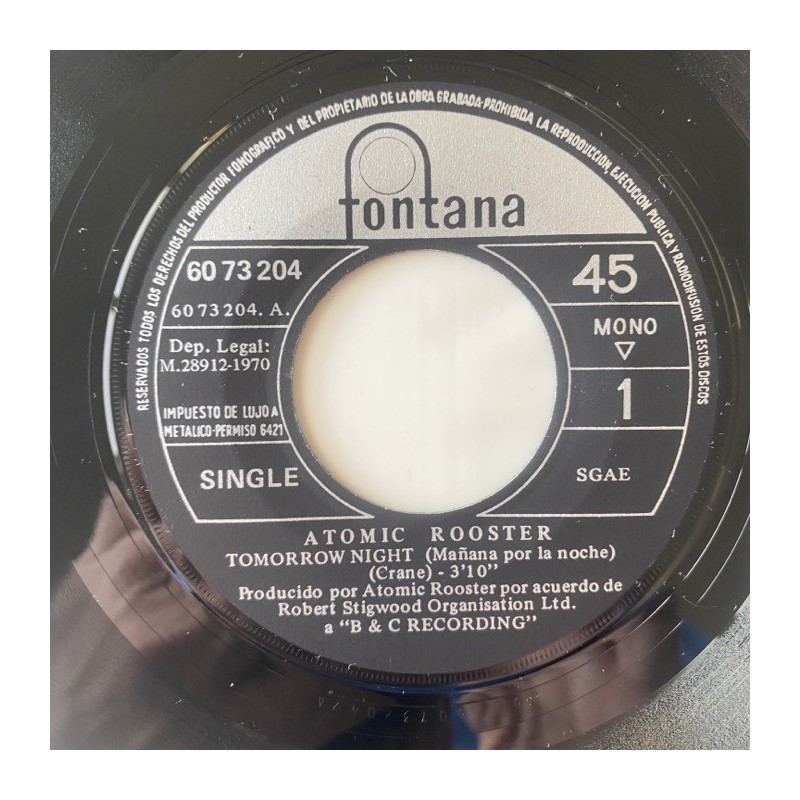 RESERVADOS TODOS LOS DERECHOS DEL PRODUCTOR FONOGRAFICO Y DEL PROPIETARIO DE LA OBRA GRABADA-PROHIBIDA LA REPRODUCCION, EJECUCION PUBLICA Y RADIODIFUSION DE ESTOS DISCOS
fontana
60 73 204
60 73 204. A.
Dep. Legal:
M.28912-1970
IMPUESTO DE LUJO A
METALICO-PERMISO 6421
SINGLE
45
MONO
1
SGAE
ATOMIC ROOSTER
TOMORROW NIGHT (Mañana por la noche)
(Crane) - 3'10"
Producido por Atomic Rooster por acuerdo de
Robert Stigwood Organisation Ltd.
a "B & C RECORDING"